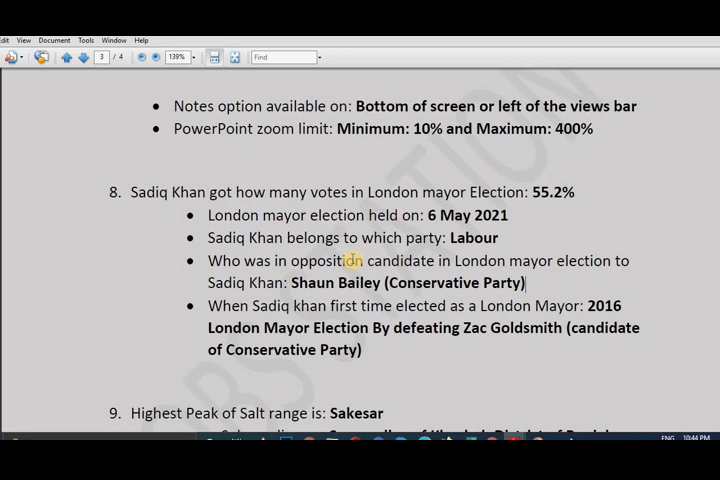 Edit View Document Tools Window Help
3 / 4 139% Find
• Notes option available on: Bottom of screen or left of the views bar
• PowerPoint zoom limit: Minimum: 10% and Maximum: 400%
8. Sadiq Khan got how many votes in London mayor Election: 55.2%
• London mayor election held on: 6 May 2021
• Sadiq Khan belongs to which party: Labour
• Who was in opposition candidate in London mayor election to
Sadiq Khan: Shaun Bailey (Conservative Party)
• When Sadiq khan first time elected as a London Mayor: 2016
London Mayor Election By defeating Zac Goldsmith (candidate
of Conservative Party)
9. Highest Peak of Salt range is: Sakesar
ENG 10:44 PM